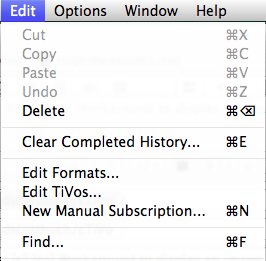 Edit Options Window Help
Cut ⌘X
Copy ⌘C
Paste ⌘V
Undo ⌘Z
Delete ⌘⌫
Clear Completed History... ⌘E
Edit Formats...
Edit TiVos...
New Manual Subscription... ⌘N
Find... ⌘F